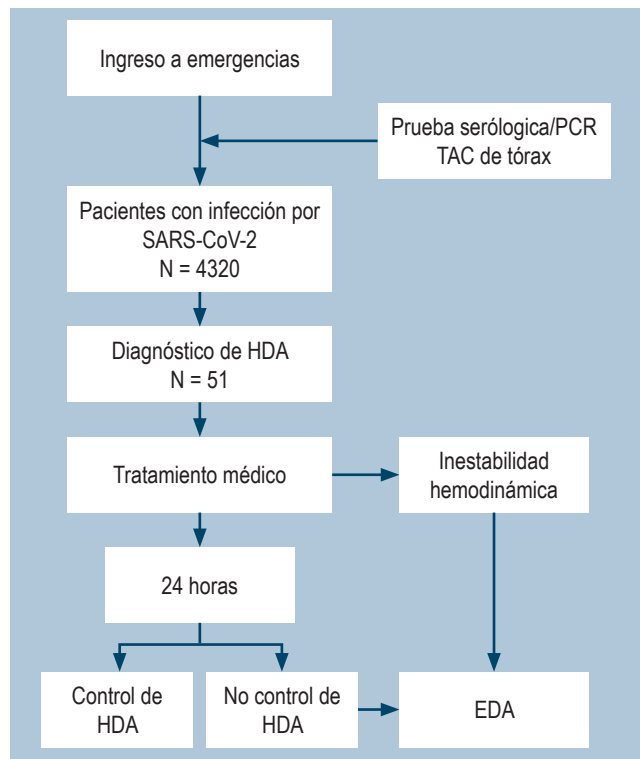 Ingreso a emergencias
Prueba serólogica/PCR
TAC de tórax
Pacientes con infección por
SARS-CoV-2
N = 4320
Diagnóstico de HDA
N = 51
Tratamiento médico
Inestabilidad
hemodinámica
24 horas
Control de
HDA
No control de
HDA
EDA